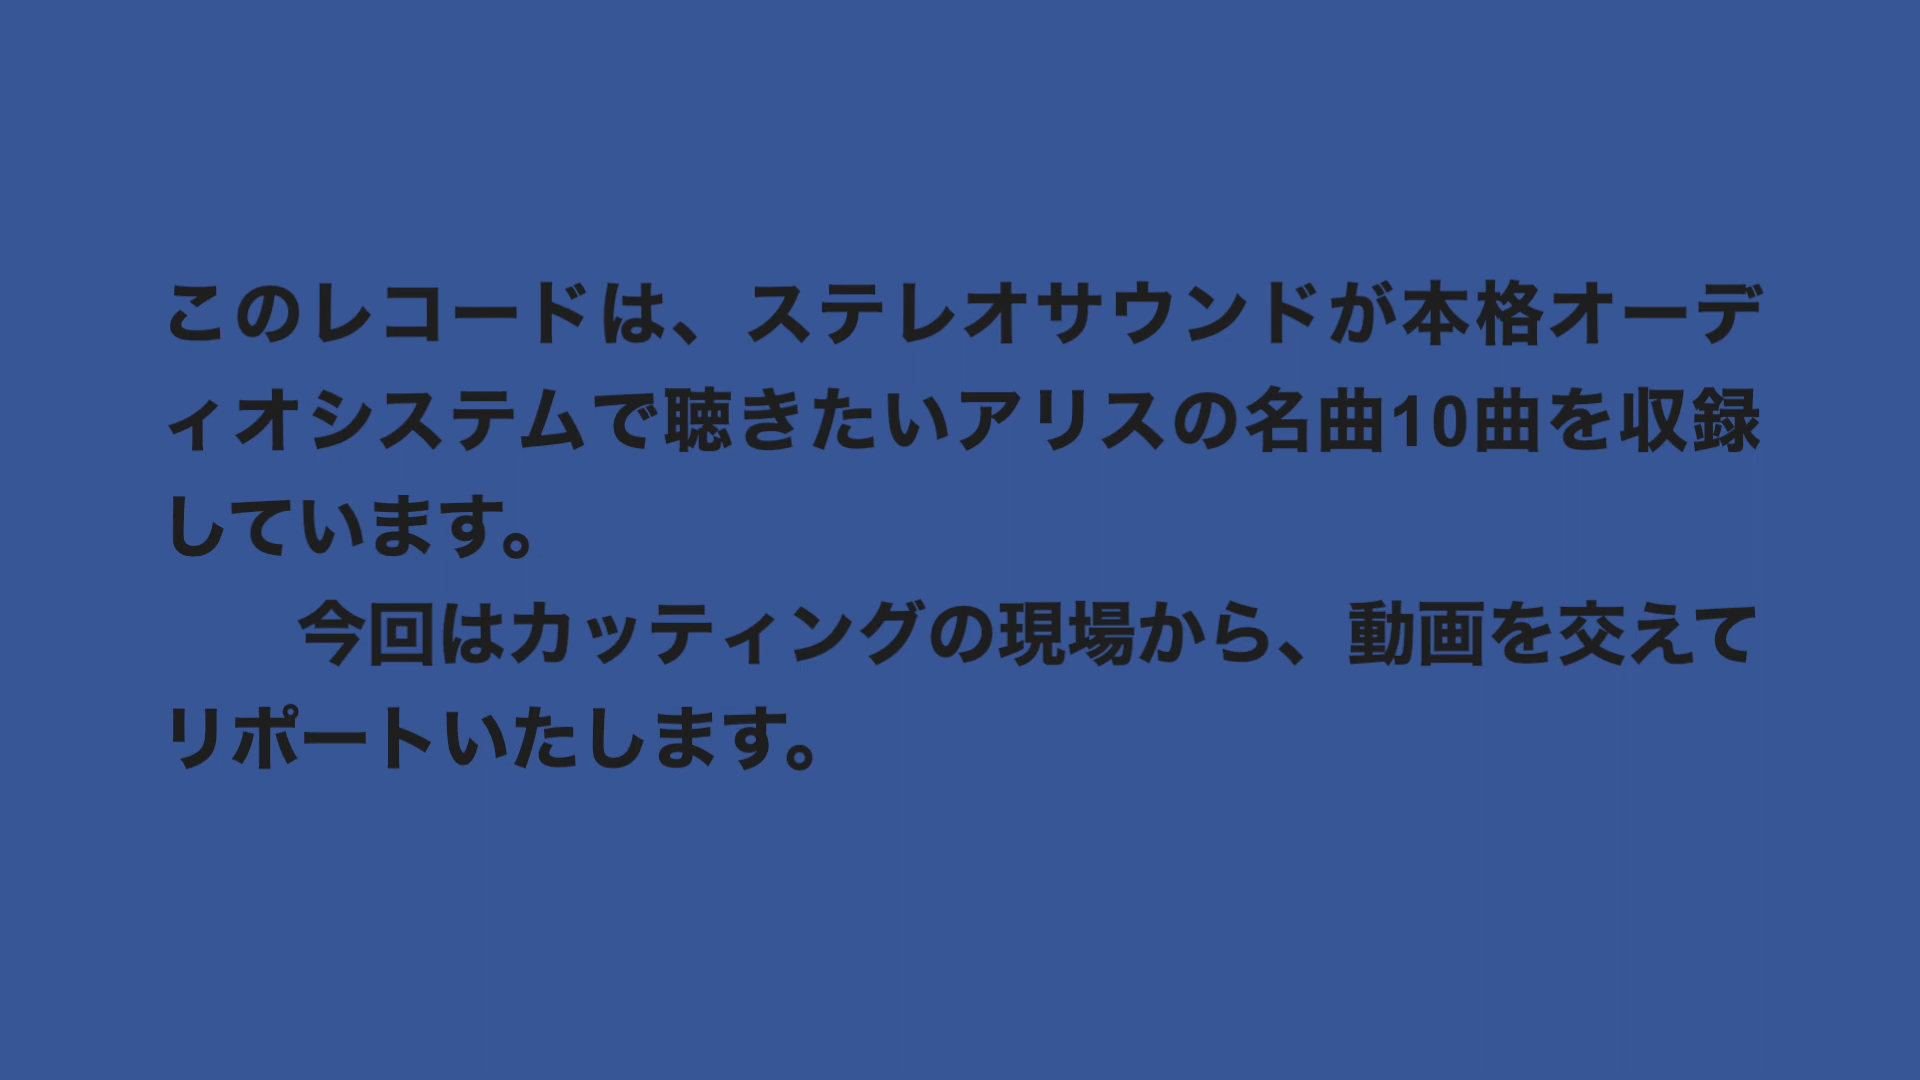 このレコードは、ステレオサウンドが本格オーデ
ィオシステムで聴きたいアリスの名曲10曲を収録
しています。
　今回はカッティングの現場から、動画を交えて
リポートいたします。